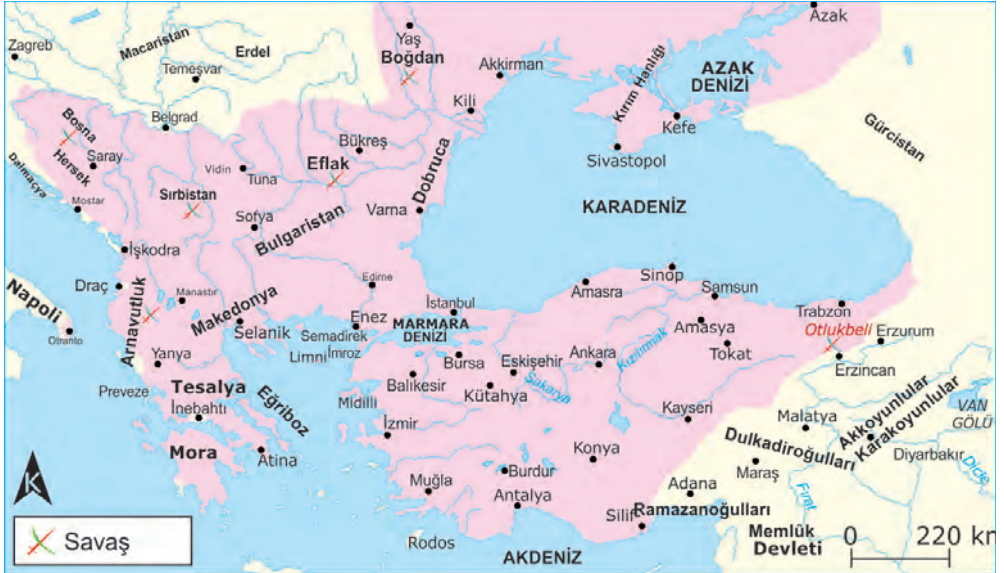 Azak
Zagreb
Macaristan
Erdel
Yaş
Boğdan
Temeşvar
Akkirman
Kırım Hanlığı
AZAK
DENİZİ
Kili
Kefe
Gürcistan
Belgrad
Bosna
Hersek
Saray
Dalmaçya
Mostar
Vidin
Tuna
Bükreş
Eflak
Dobruca
Sivastopol
Sırbistan
Sofya
Bulgaristan
Varna
KARADENİZ
İşkodra
Draç
Napoli
Otranto
Arnavutluk
Manastır
Makedonya
Edirne
İstanbul
Amasra
Sinop
Samsun
Trabzon
Otlukbeli
Erzurum
Selanik
Enez
MARMARA
DENİZİ
Semadirek
Limni
İmroz
Amasya
Tokat
Erzincan
Yanya
Preveze
Tesalya
İnebahtı
Eğriboz
Bursa
Balıkesir
Eskişehir
Kütahya
Sakarya
Ankara
Kızılırmak
Midilli
İzmir
Kayseri
Malatya
Akkoyunlular
Karakoyunlular
VAN
GÖLÜ
Mora
Atina
Konya
Dulkadiroğulları
Diyarbakır
Maraş
Muğla
Burdur
Antalya
Adana
Ramazanoğulları
Silif
Fırat
Dicle
K
Savaş
Rodos
AKDENİZ
Memlûk
Devleti
0 220 km